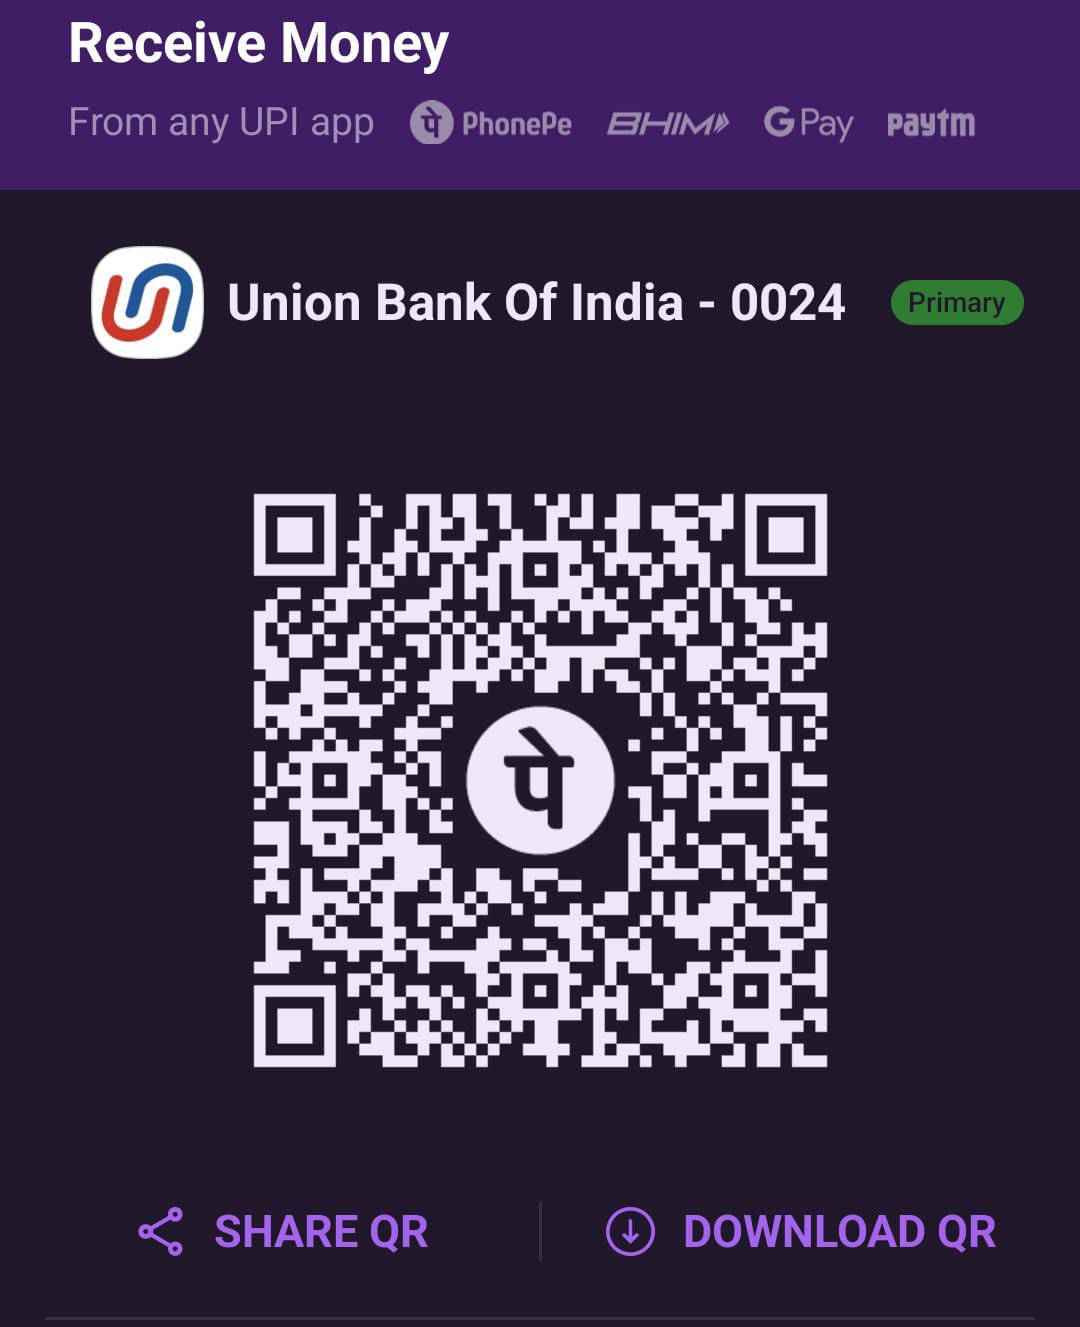 Receive Money
From any UPI app पे PhonePe BHIM G Pay paytm
Union Bank Of India - 0024 Primary
पे
SHARE QR DOWNLOAD QR